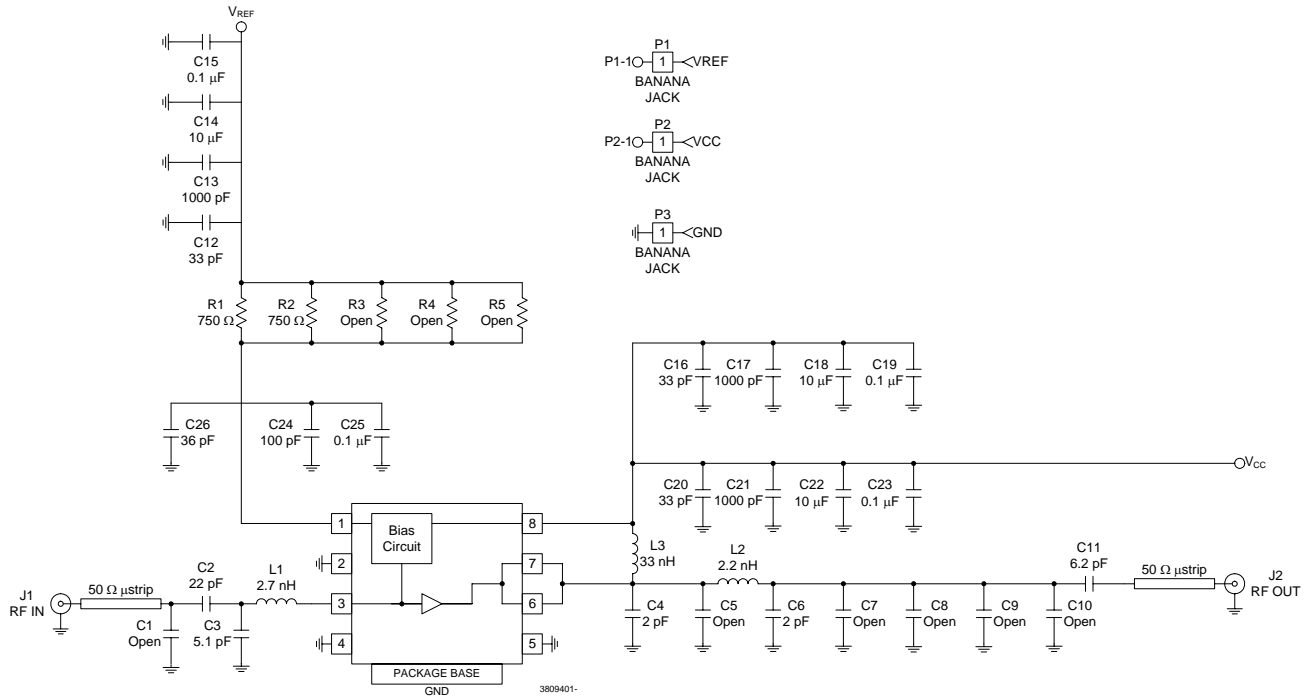 VREF
C15
0.1 µF
C14
10 µF
C13
1000 pF
C12
33 pF
P1
P1-1
1
VREF
BANANA
JACK
P2
P2-1
1
VCC
BANANA
JACK
P3
1
GND
BANANA
JACK
R1
750 Ω
R2
750 Ω
R3
Open
R4
Open
R5
Open
C16
33 pF
C17
1000 pF
C18
10 µF
C19
0.1 µF
C26
36 pF
C24
100 pF
C25
0.1 µF
VCC
C20
33 pF
C21
1000 pF
C22
10 µF
C23
0.1 µF
1
Bias
Circuit
8
2
7
3
6
4
5
PACKAGE BASE
GND
3809401-
J1
RF IN
50 Ω µstrip
C1
Open
C2
22 pF
C3
5.1 pF
L1
2.7 nH
L3
33 nH
L2
2.2 nH
C4
2 pF
C5
Open
C6
2 pF
C7
Open
C8
Open
C9
Open
C10
Open
C11
6.2 pF
50 Ω µstrip
J2
RF OUT